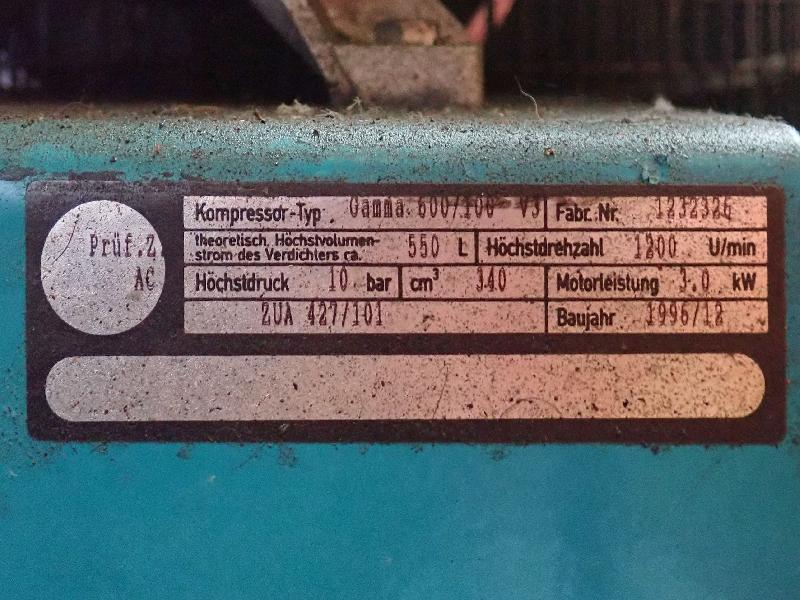 Prüf.Z.
AC
Kompressor-Typ Gamma 600/100 V3 Fabr. Nr. 1232326
theoretisch. Höchstvolumen-
strom des Verdichters ca. 550 L Höchstdrehzahl 1200 U/min
Höchstdruck 10 bar cm³ 340 Motorleistung 3.0 kW
ZUA 427/101 Baujahr 1996/12